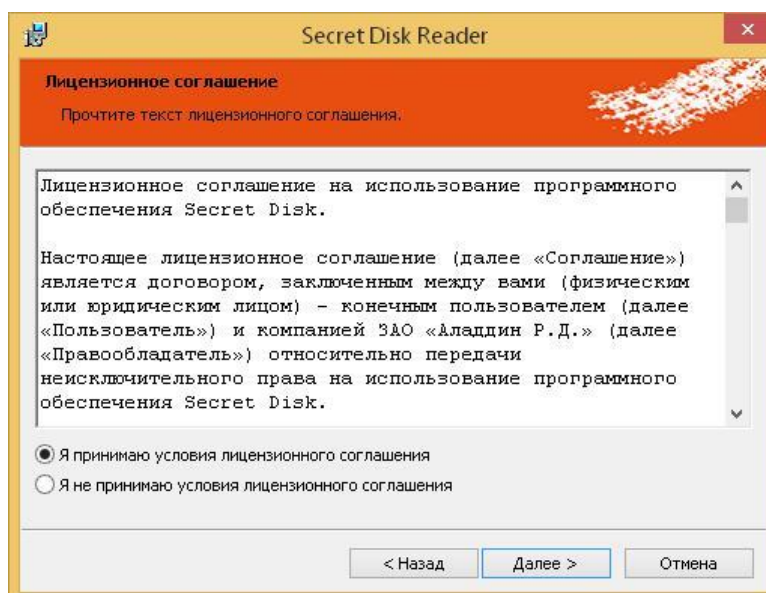 Secret Disk Reader
Лицензионное соглашение
Прочтите текст лицензионного соглашения.
Лицензионное соглашение на использование программного
обеспечения Secret Disk.
Настоящее лицензионное соглашение (далее «Соглашение»)
является договором, заключенным между вами (физическим
или юридическим лицом) – конечным пользователем (далее
«Пользователь») и компанией ЗАО «Аладдин Р.Д.» (далее
«Правообладатель») относительно передачи
неисключительного права на использование программного
обеспечения Secret Disk.
Я принимаю условия лицензионного соглашения
Я не принимаю условия лицензионного соглашения
< Назад
Далее >
Отмена